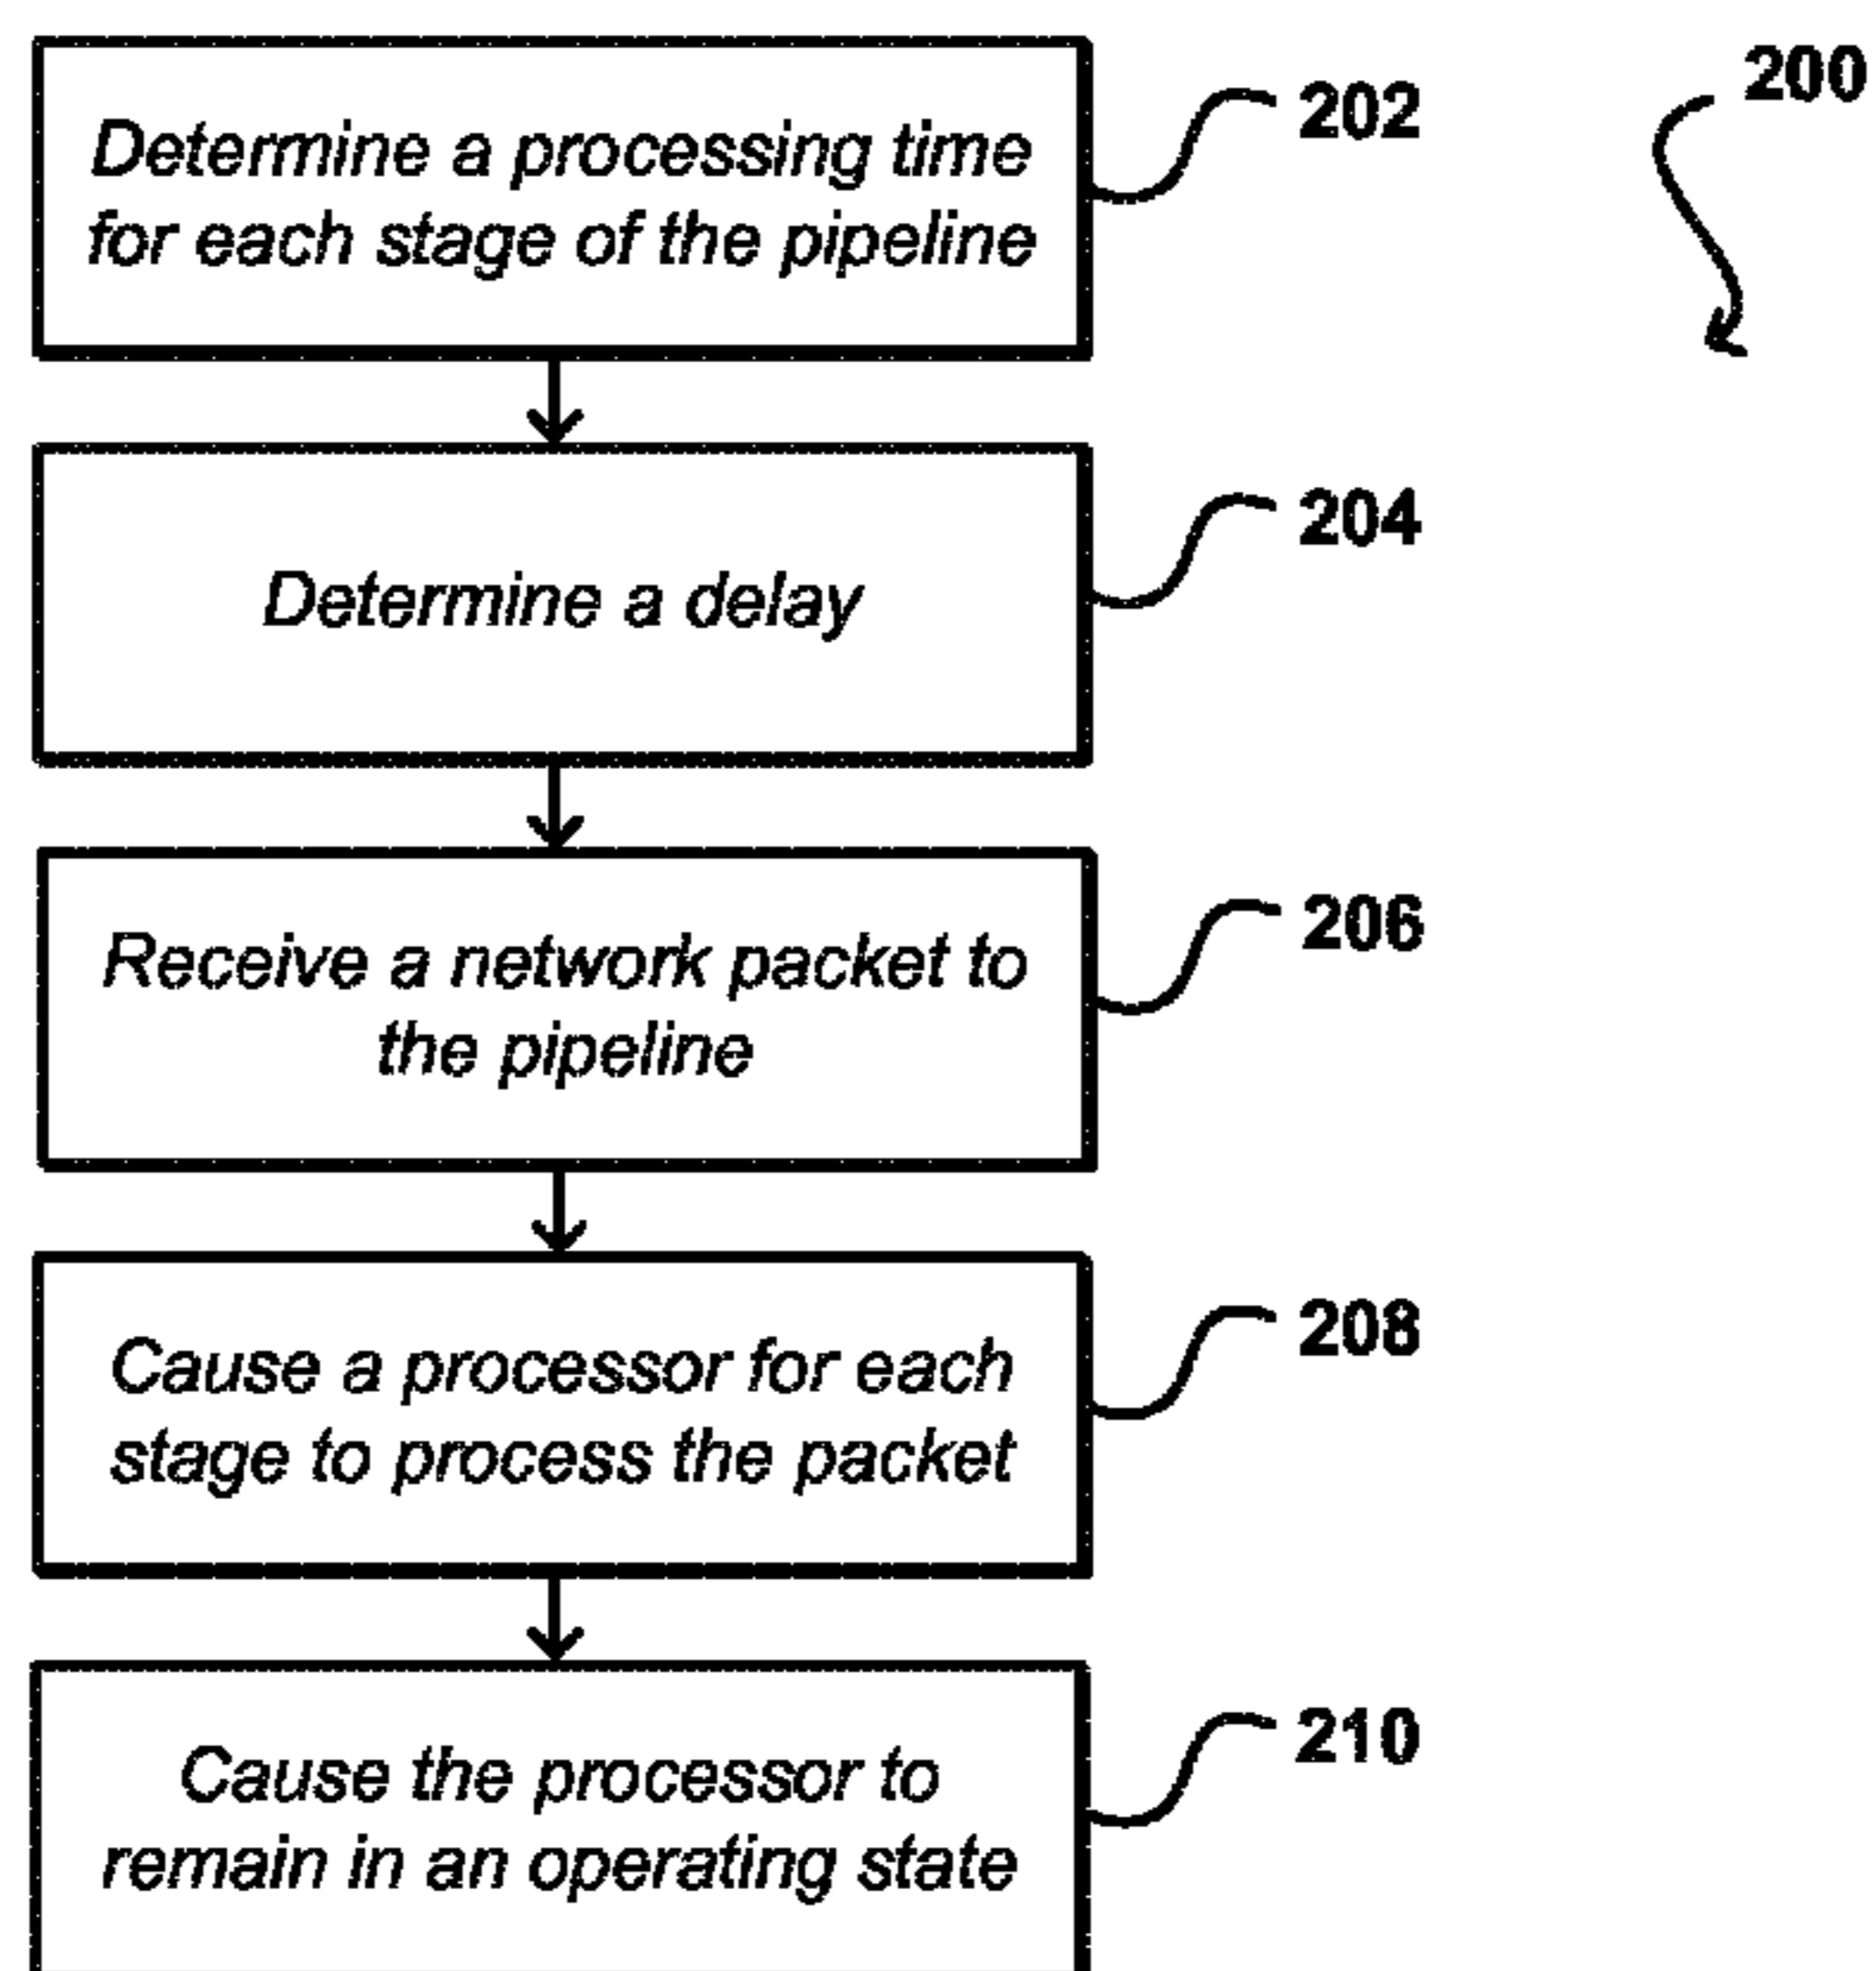 200
Determine a processing time
for each stage of the pipeline
202
Determine a delay
204
Receive a network packet to
the pipeline
206
Cause a processor for each
stage to process the packet
208
Cause the processor to
remain in an operating state
210